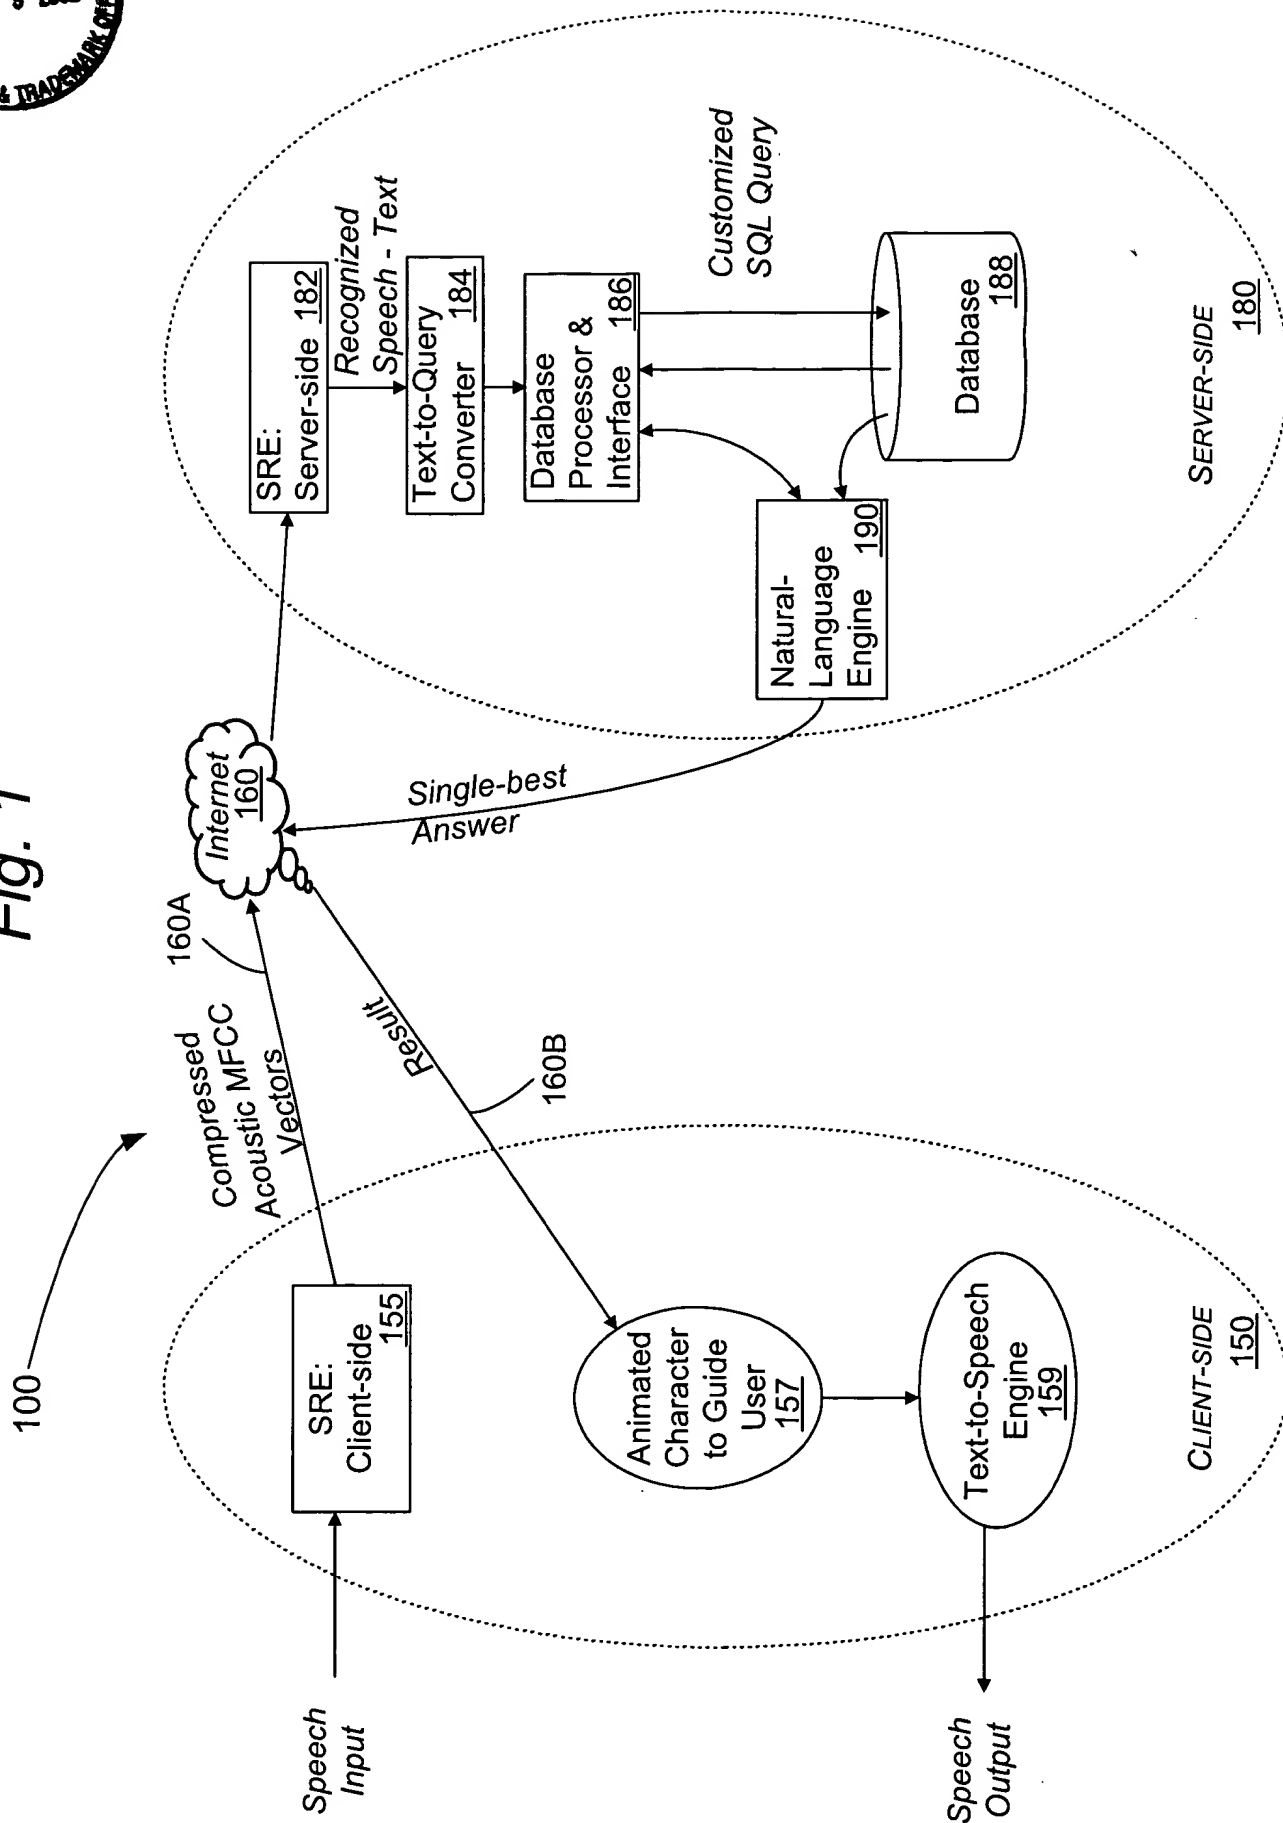 & TRADEMARK OFF
Fig. 1
100
Speech
Input
SRE:
Client-side
155
Compressed
Acoustic MFCC
Vectors
160A
Internet
160
Result
160B
Animated
Character
to Guide
User
157
Text-to-Speech
Engine
159
Speech
Output
CLIENT-SIDE
150
Single-best
Answer
SRE:
Server-side 182
Recognized
Speech - Text
Text-to-Query
Converter 184
Database
Processor &
Interface 186
Customized
SQL Query
Natural-
Language
Engine 190
Database
188
SERVER-SIDE
180